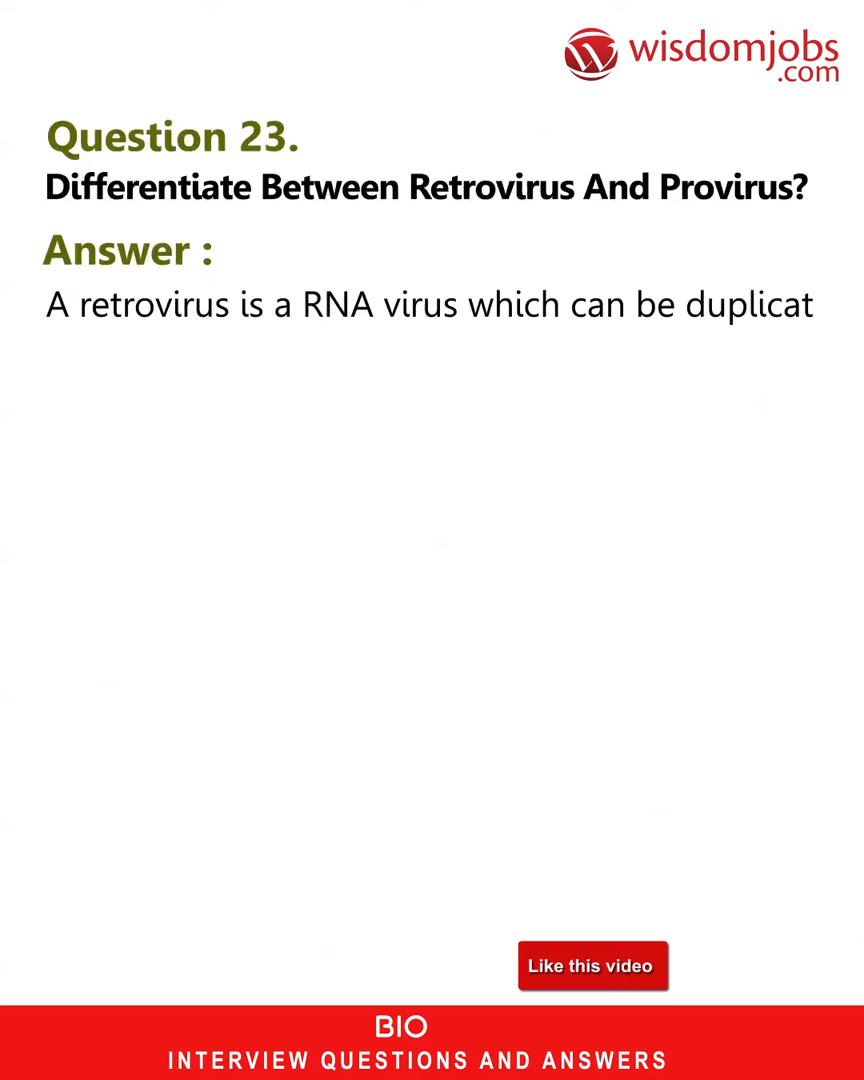 wisdomjobs
.com
Question 23.
Differentiate Between Retrovirus And Provirus?
Answer :
A retrovirus is a RNA virus which can be duplicat
Like this video
BIO
INTERVIEW QUESTIONS AND ANSWERS